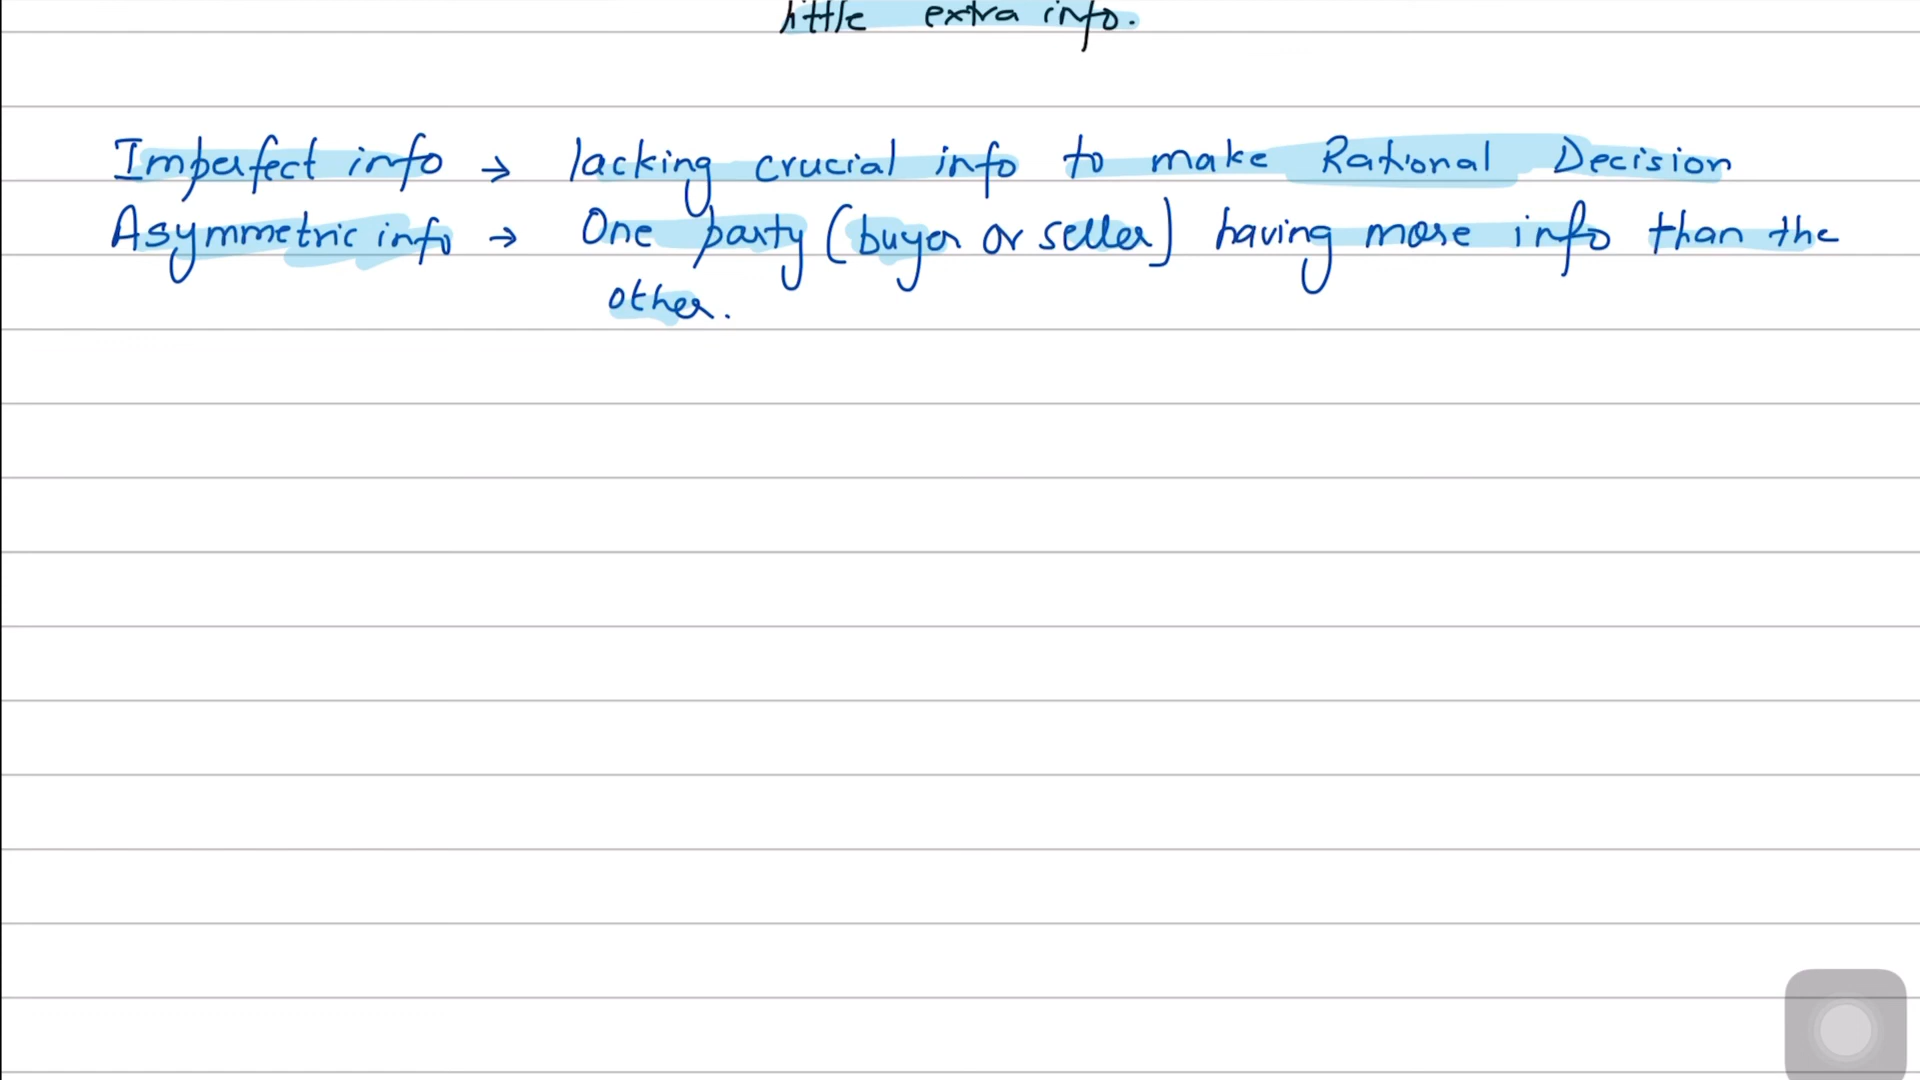 little extra info.
Imperfect info → lacking crucial info to make Rational Decision
Asymmetric info → One party (buyer or seller) having more info than the
other.